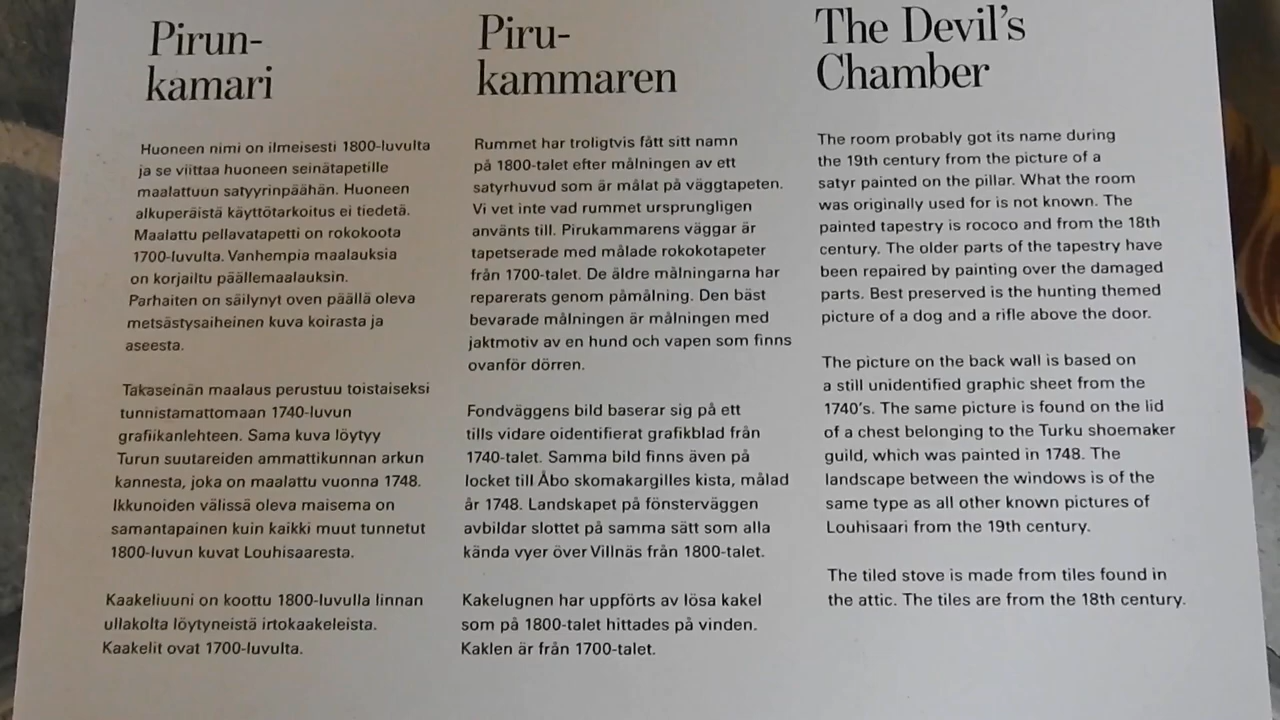 Pirun-
kamari
Huoneen nimi on ilmeisesti 1800-luvulta
ja se viittaa huoneen seinätapetille
maalattuun satyyrinpäähän. Huoneen
alkuperäistä käyttötarkoitus ei tiedetä.
Maalattu pellavatapetti on rokokoota
1700-luvulta. Vanhempia maalauksia
on korjailtu päällemaalauksin.
Parhaiten on säilynyt oven päällä oleva
metsästysaiheinen kuva koirasta ja
aseesta.
Takaseinän maalaus perustuu toistaiseksi
tunnistamattomaan 1740-luvun
grafiikanlehteen. Sama kuva löytyy
Turun suutareiden ammattikunnan arkun
kannesta, joka on maalattu vuonna 1748.
Ikkunoiden välissä oleva maisema on
samantapainen kuin kaikki muut tunnetut
1800-luvun kuvat Louhisaaresta.
Kaakeliuuni on koottu 1800-luvulla linnan
ullakolta löytyneistä irtokaakeleista.
Kaakelit ovat 1700-luvulta.
Piru-
kammaren
Rummet har troligtvis fått sitt namn
på 1800-talet efter målningen av ett
satyrhuvud som är målat på väggtapeten.
Vi vet inte vad rummet ursprungligen
använts till. Pirukammarens väggar är
tapetserade med målade rokokotapeter
från 1700-talet. De äldre målningarna har
reparerats genom påmålning. Den bäst
bevarade målningen är målningen med
jaktmotiv av en hund och vapen som finns
ovanför dörren.
Fondväggens bild baserar sig på ett
tills vidare oidentifierat grafikblad från
1740-talet. Samma bild finns även på
locket till Åbo skomakargilles kista, målad
år 1748. Landskapet på fönsterväggen
avbildar slottet på samma sätt som alla
kända vyer över Villnäs från 1800-talet.
Kakelugnen har uppförts av lösa kakel
som på 1800-talet hittades på vinden.
Kaklen är från 1700-talet.
The Devil's
Chamber
The room probably got its name during
the 19th century from the picture of a
satyr painted on the pillar. What the room
was originally used for is not known. The
painted tapestry is rococo and from the 18th
century. The older parts of the tapestry have
been repaired by painting over the damaged
parts. Best preserved is the hunting themed
picture of a dog and a rifle above the door.
The picture on the back wall is based on
a still unidentified graphic sheet from the
1740's. The same picture is found on the lid
of a chest belonging to the Turku shoemaker
guild, which was painted in 1748. The
landscape between the windows is of the
same type as all other known pictures of
Louhisaari from the 19th century.
The tiled stove is made from tiles found in
the attic. The tiles are from the 18th century.